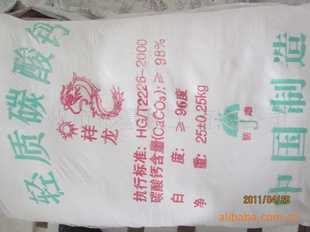 轻质碳酸钙
祥龙
执行标准: HG/T2226-2000
碳酸钙含量(CaCO₃): ≥98%
白 度: ≥96度
净 量: 25±0.25kg
中国制造
2011/04/28
alibaba.com.cn